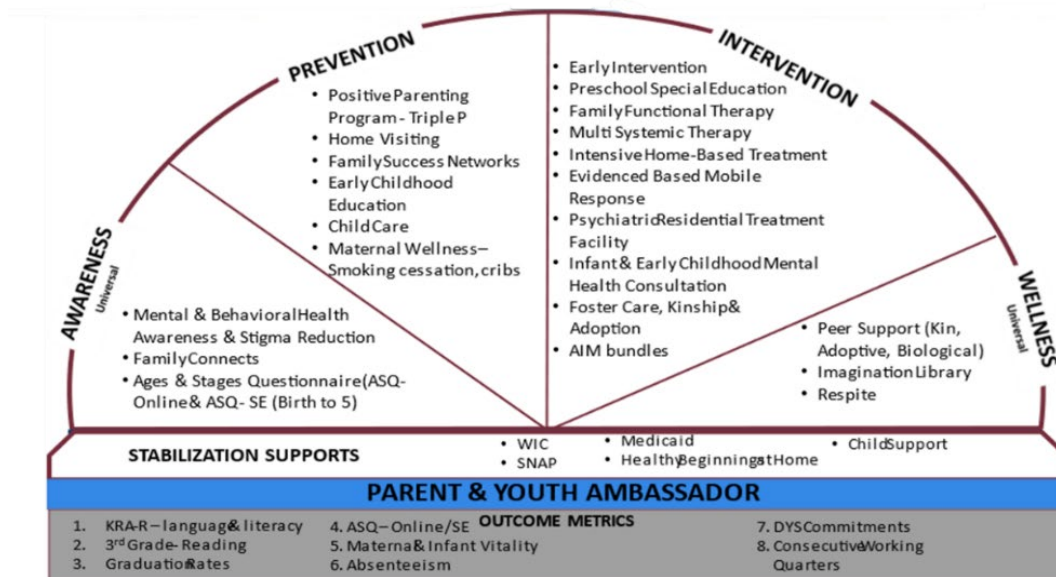 PREVENTION
• Positive Parenting
Program - Triple P
• Home Visiting
• Family Success Networks
• Early Childhood
Education
• Child Care
• Maternal Wellness–
Smoking cessation, cribs
INTERVENTION
• Early Intervention
• Preschool Special Education
• Family Functional Therapy
• Multi Systemic Therapy
• Intensive Home-Based Treatment
• Evidenced Based Mobile
Response
• Psychiatric Residential Treatment
Facility
• Infant & Early Childhood Mental
Health Consultation
• Foster Care, Kinship &
Adoption
• AIM bundles
AWARENESS
Universal
• Mental & Behavioral Health
Awareness & Stigma Reduction
• Family Connects
• Ages & Stages Questionnaire (ASQ-
Online & ASQ- SE (Birth to 5)
WELLNESS
Universal
• Peer Support (Kin,
Adoptive, Biological)
• Imagination Library
• Respite
STABILIZATION SUPPORTS
• WIC
• SNAP
• Medicaid
• Healthy Beginnings at Home
• Child Support
PARENT & YOUTH AMBASSADOR
OUTCOME METRICS
1. KRA-R – language & literacy
2. 3rd Grade- Reading
3. Graduation Rates
4. ASQ – Online/SE
5. Maternal & Infant Vitality
6. Absenteeism
7. DYS Commitments
8. Consecutive Working
Quarters